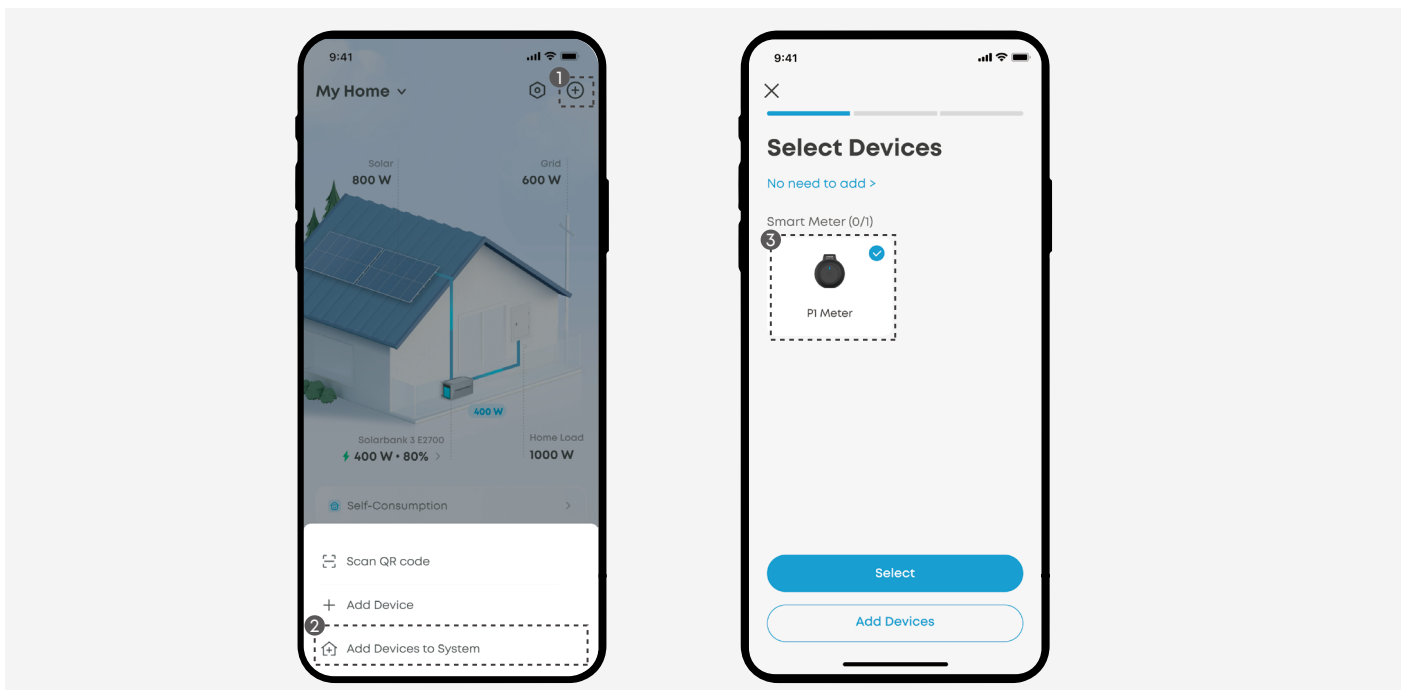 9:41
1
My Home
Solar
800 W
Grid
600 W
400 W
Solarbank 3 E2700
400 W • 80%
Home Load
1000 W
Self-Consumption
Scan QR code
Add Device
2
Add Devices to System
9:41
Select Devices
No need to add >
Smart Meter (0/1)
3
P1 Meter
Select
Add Devices